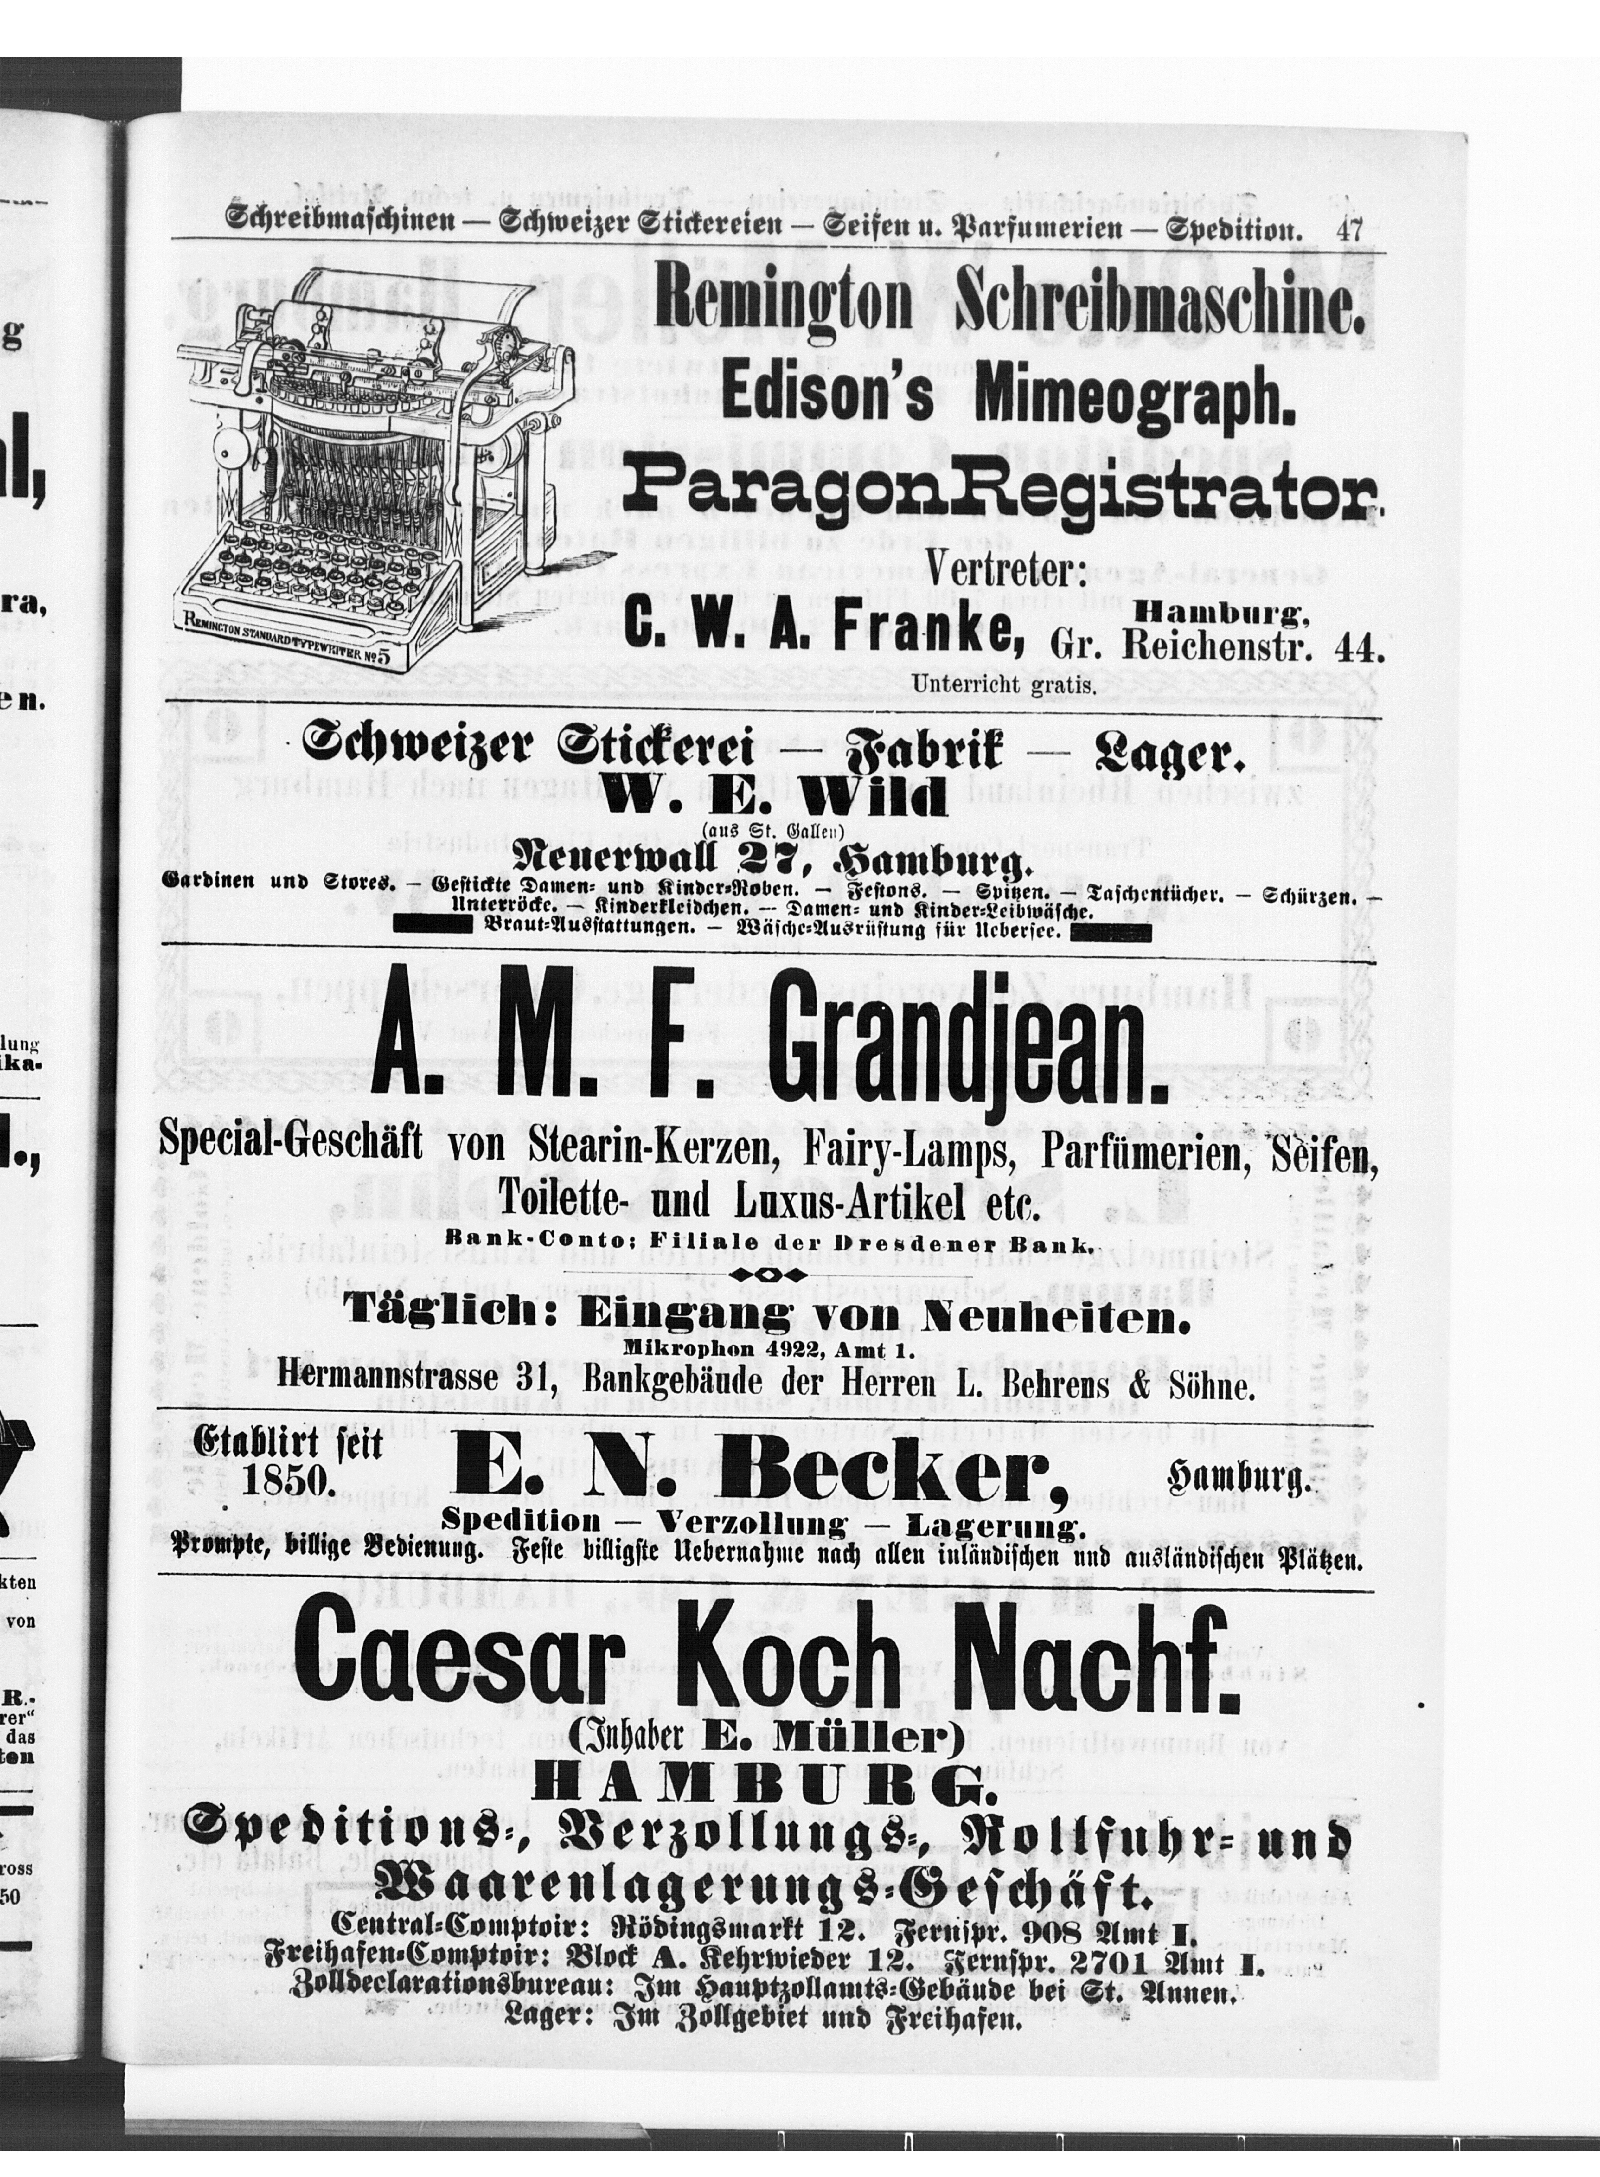 Schreibmaschinen — Schweizer Stickereien — Seifen u. Parfumerien — Spedition. 47
Remington Schreibmaschine.
Edison's Mimeograph.
Paragon Registrator.
Vertreter:
C. W. A. Franke, Hamburg,
Gr. Reichenstr. 44.
Unterricht gratis.
REMINGTON STANDARD TYPEWRITER No 5
Schweizer Stickerei — Fabrik — Lager.
W. E. Wild
(aus St. Gallen)
Neuerwall 27, Hamburg.
Gardinen und Stores. — Gestickte Damen- und Kinder-Roben. — Festons. — Spitzen. — Taschentücher. — Schürzen. —
Unterröcke. — Kinderkleidchen. — Damen- und Kinder-Leibwäsche.
Braut-Ausstattungen. — Wäsche-Ausrüstung für Uebersee.
A. M. F. Grandjean.
Special-Geschäft von Stearin-Kerzen, Fairy-Lamps, Parfümerien, Seifen,
Toilette- und Luxus-Artikel etc.
Bank-Conto: Filiale der Dresdener Bank.
Täglich: Eingang von Neuheiten.
Mikrophon 4922, Amt 1.
Hermannstrasse 31, Bankgebäude der Herren L. Behrens & Söhne.
Etablirt seit
1850.
E. N. Becker,
Hamburg.
Spedition — Verzollung — Lagerung.
Prompte, billige Bedienung. Feste billigste Uebernahme nach allen inländischen und ausländischen Plätzen.
Caesar Koch Nachf.
(Inhaber E. Müller)
HAMBURG.
Speditions-, Verzollungs-, Rollfuhr- und
Waarenlagerungs-Geschäft.
Central-Comptoir: Rödingsmarkt 12. Fernspr. 908 Amt I.
Freihafen-Comptoir: Block A. Kehrwieder 12. Fernspr. 2701 Amt I.
Zolldeclarationsbureau: Im Hauptzollamts-Gebäude bei St. Annen.
Lager: Im Zollgebiet und Freihafen.